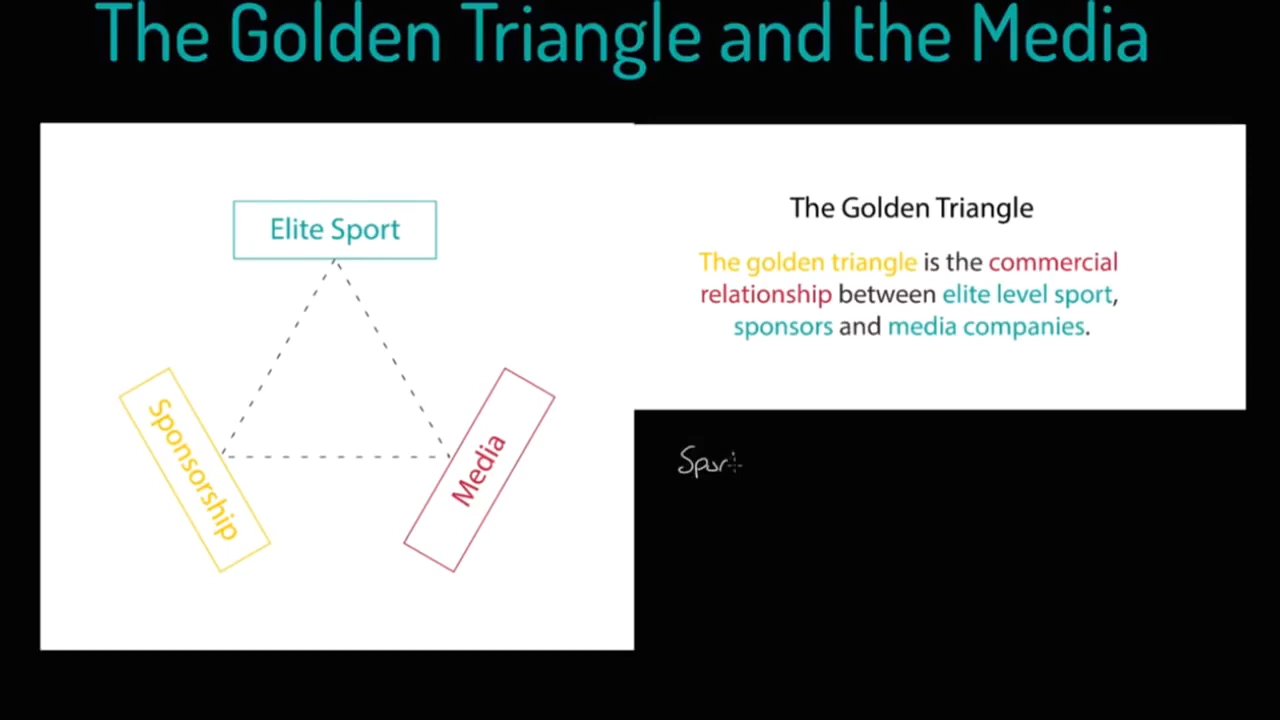 The Golden Triangle and the Media
Elite Sport
Sponsorship
Media
The Golden Triangle
The golden triangle is the commercial
relationship between elite level sport,
sponsors and media companies.
Spor